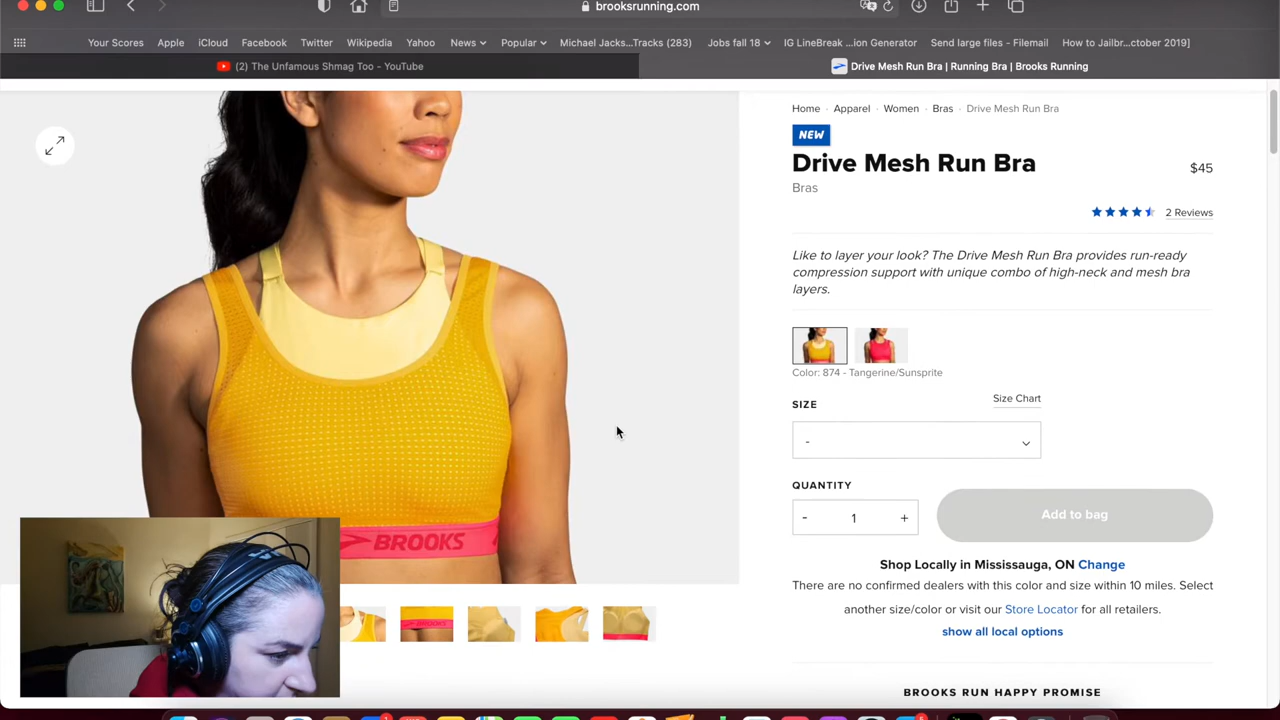 brooksrunning.com
Your Scores Apple iCloud Facebook Twitter Wikipedia Yahoo News Popular Michael Jacks...Tracks (283) Jobs fall 18 IG LineBreak ...ion Generator Send large files - Filemail How to Jailbr...ctober 2019]
(2) The Unfamous Shmag Too - YouTube
Drive Mesh Run Bra | Running Bra | Brooks Running
Home · Apparel · Women · Bras · Drive Mesh Run Bra
NEW
Drive Mesh Run Bra
$45
Bras
2 Reviews
Like to layer your look? The Drive Mesh Run Bra provides run-ready
compression support with unique combo of high-neck and mesh bra
layers.
Color: 874 - Tangerine/Sunsprite
SIZE
Size Chart
-
QUANTITY
- 1 +
Add to bag
BROOKS
Shop Locally in Mississauga, ON Change
There are no confirmed dealers with this color and size within 10 miles. Select
another size/color or visit our Store Locator for all retailers.
show all local options
BROOKS RUN HAPPY PROMISE